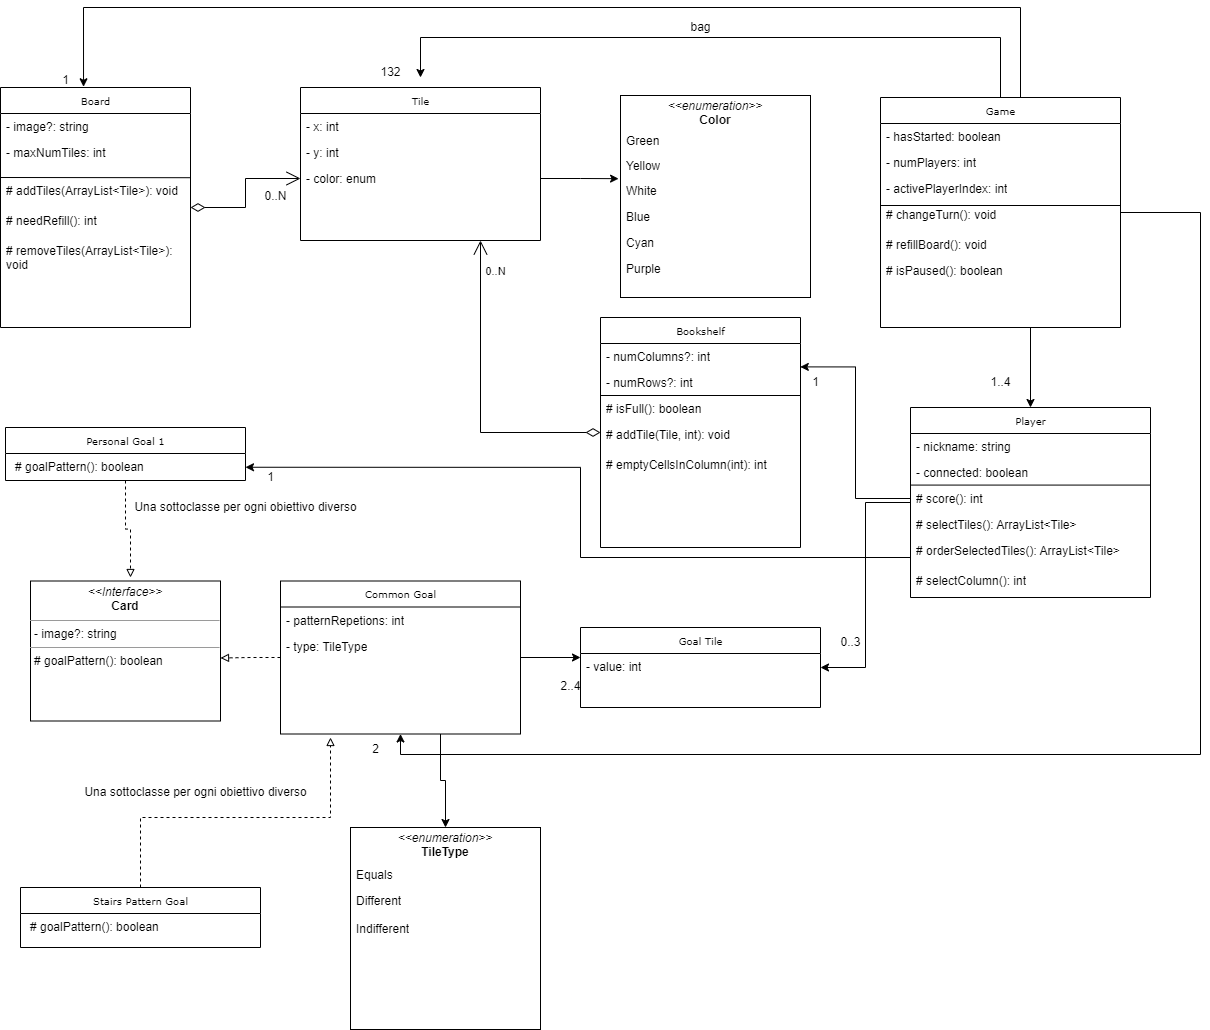 bag
132
1
Board
- image?: string
- maxNumTiles: int
# addTiles(ArrayList<Tile>): void
# needRefill(): int
# removeTiles(ArrayList<Tile>):
void
0..N
Tile
- x: int
- y: int
- color: enum
0..N
<<enumeration>>
Color
Green
Yellow
White
Blue
Cyan
Purple
Game
- hasStarted: boolean
- numPlayers: int
- activePlayerIndex: int
# changeTurn(): void
# refillBoard(): void
# isPaused(): boolean
Bookshelf
- numColumns?: int
- numRows?: int
# isFull(): boolean
# addTile(Tile, int): void
# emptyCellsInColumn(int): int
1
1..4
Player
- nickname: string
- connected: boolean
# score(): int
# selectTiles(): ArrayList<Tile>
# orderSelectedTiles(): ArrayList<Tile>
# selectColumn(): int
Personal Goal 1
# goalPattern(): boolean
1
Una sottoclasse per ogni obiettivo diverso
<<Interface>>
Card
- image?: string
# goalPattern(): boolean
Common Goal
- patternRepetions: int
- type: TileType
Goal Tile
- value: int
0..3
2..4
2
Una sottoclasse per ogni obiettivo diverso
<<enumeration>>
TileType
Equals
Different
Indifferent
Stairs Pattern Goal
# goalPattern(): boolean